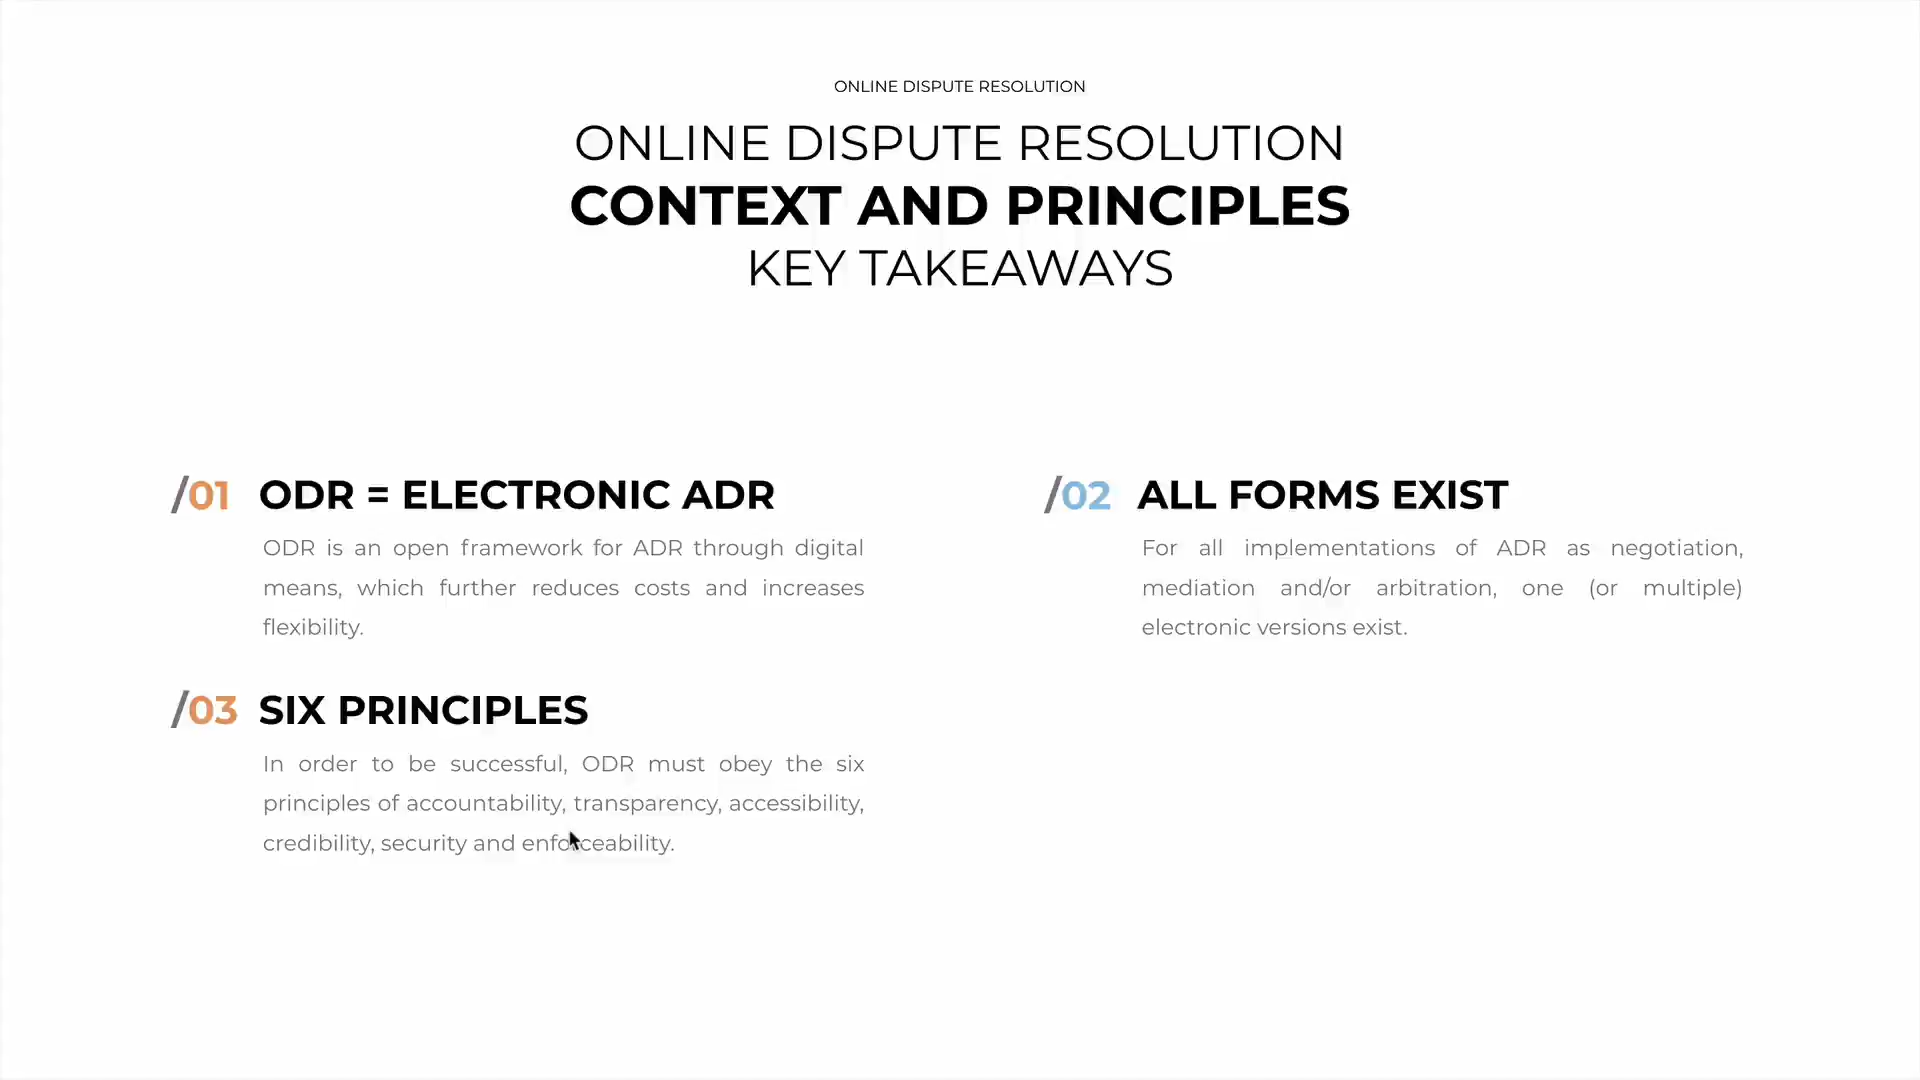 ONLINE DISPUTE RESOLUTION
ONLINE DISPUTE RESOLUTION
CONTEXT AND PRINCIPLES
KEY TAKEAWAYS
/01 ODR = ELECTRONIC ADR
ODR is an open framework for ADR through digital
means, which further reduces costs and increases
flexibility.
/02 ALL FORMS EXIST
For all implementations of ADR as negotiation,
mediation and/or arbitration, one (or multiple)
electronic versions exist.
/03 SIX PRINCIPLES
In order to be successful, ODR must obey the six
principles of accountability, transparency, accessibility,
credibility, security and enforceability.